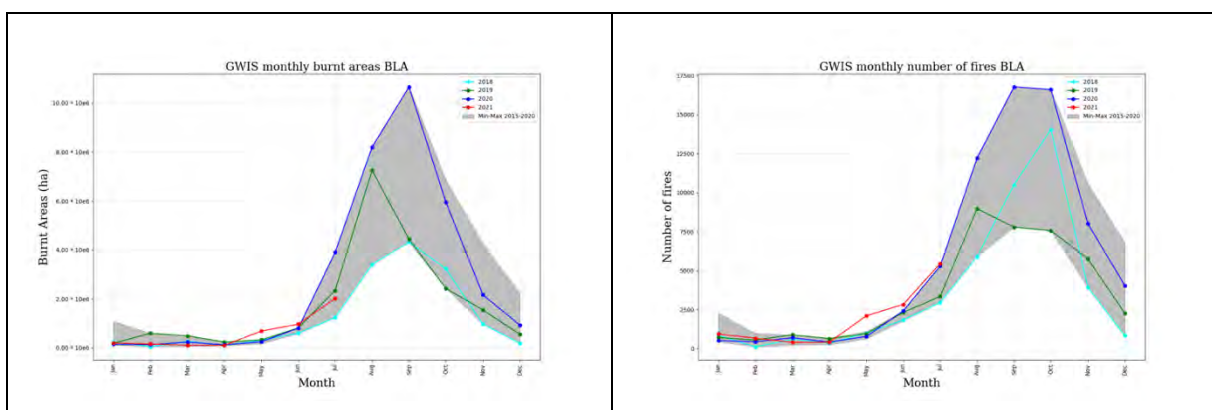 GWIS monthly burnt areas BLA
2018
2019
2020
2021
Min-Max 2015-2020
10.00 * 10e6
8.00 * 10e6
6.00 * 10e6
4.00 * 10e6
2.00 * 10e6
0.00 * 10e6
Burnt Areas (ha)
Jan Feb Mar Apr May Jun Jul Aug Sep Oct Nov Dec
Month
GWIS monthly number of fires BLA
2018
2019
2020
2021
Min-Max 2015-2020
17500
15000
12500
10000
7500
5000
2500
0
Number of fires
Jan Feb Mar Apr May Jun Jul Aug Sep Oct Nov Dec
Month